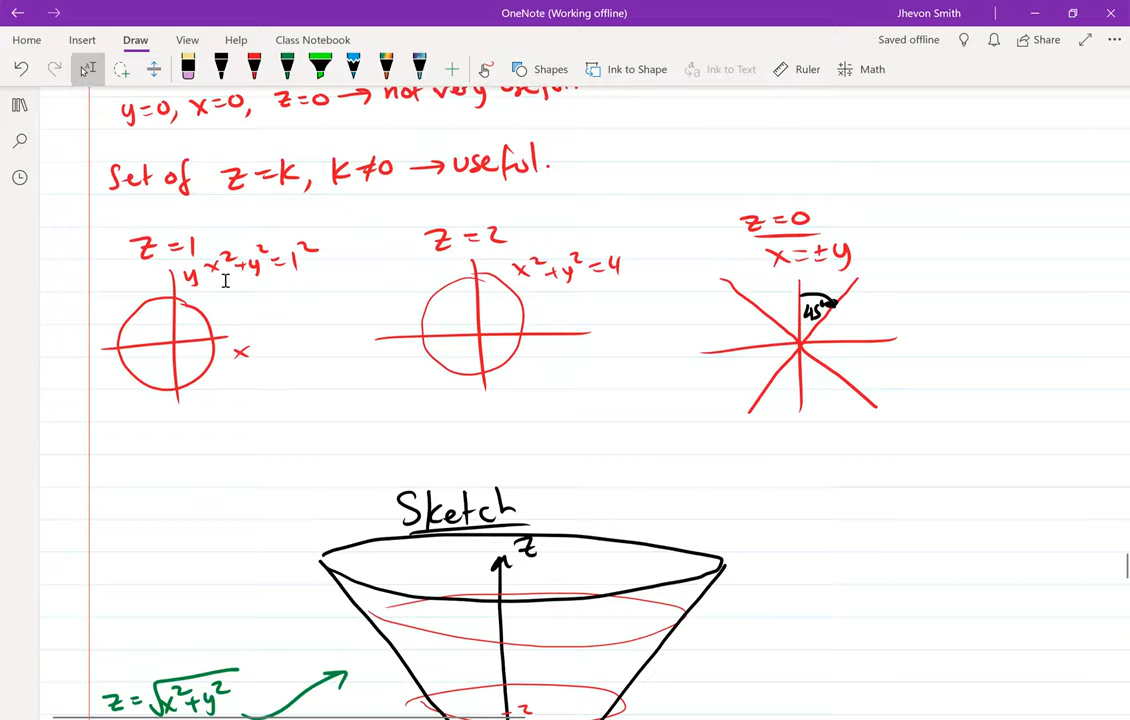 OneNote (Working offline)
Jhevon Smith
Home Insert Draw View Help Class Notebook
Saved offline
Share
Shapes
Ink to Shape
Ink to Text
Ruler
Math
y=0, x=0, z=0 → not very useful.
Set of z=k, k≠0 → useful.
z=1
x²+y²=1²
y
x
z=2
x²+y²=4
z=0
x=±y
45°
Sketch
z
z=√x²+y²
2